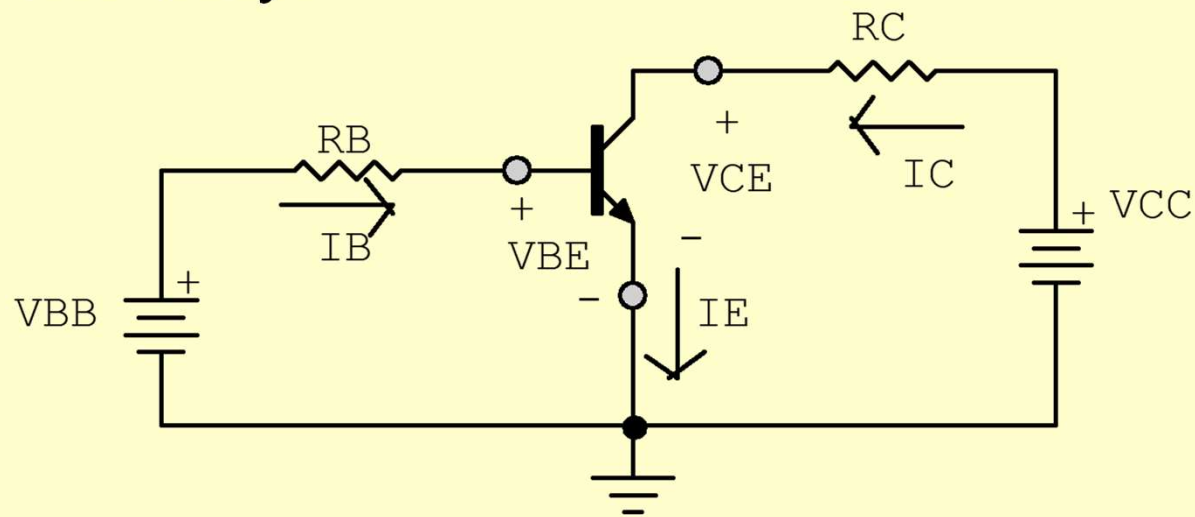 RC
RB
+
VCE
IC
+ VCC
+
IB
VBE
-
-
+
VBB
IE